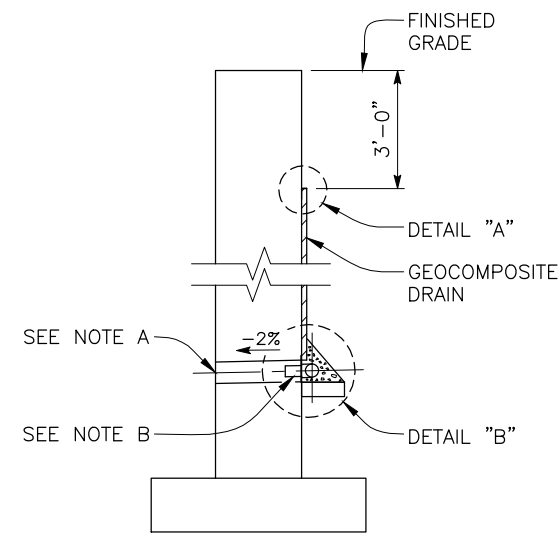 FINISHED
GRADE
3'-0"
DETAIL "A"
GEOCOMPOSITE
DRAIN
SEE NOTE A
-2%
SEE NOTE B
DETAIL "B"